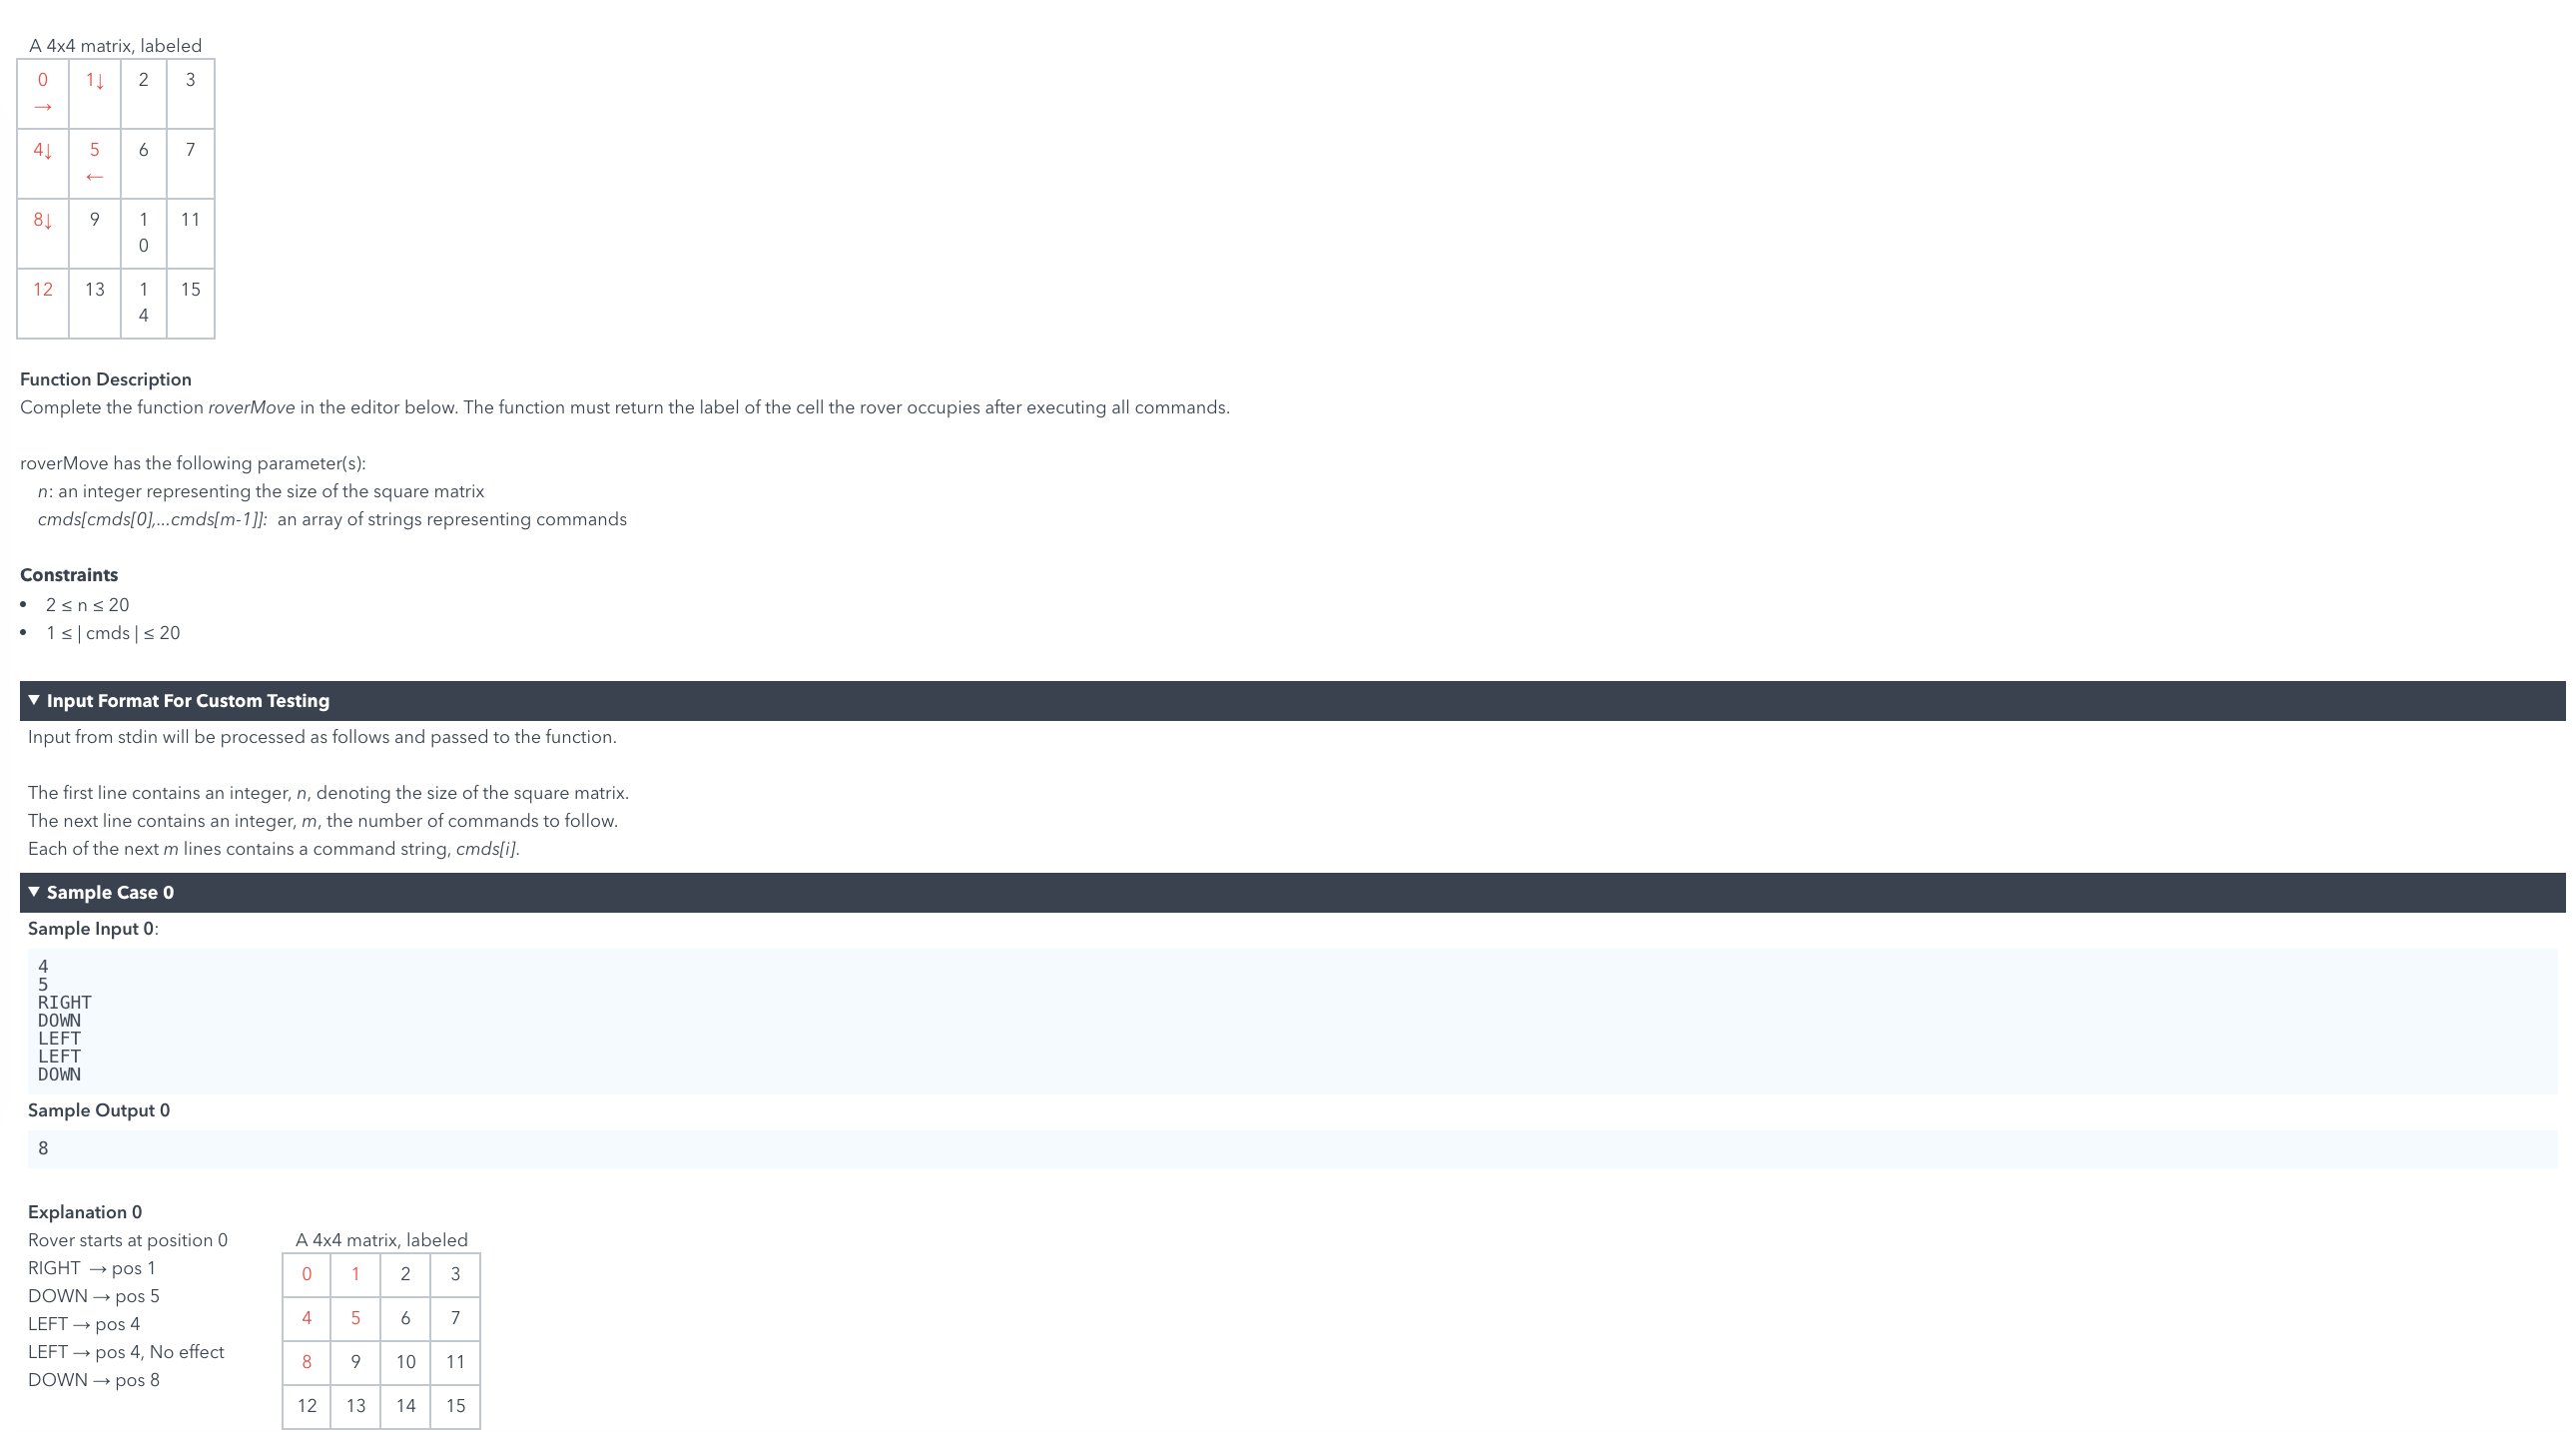 A 4x4 matrix, labeled
0 1↓ 2 3
→
4↓ 5 6 7
←
8↓ 9 1 11
0
12 13 1 15
4
Function Description
Complete the function roverMove in the editor below. The function must return the label of the cell the rover occupies after executing all commands.
roverMove has the following parameter(s):
n: an integer representing the size of the square matrix
cmds[cmds[0],...cmds[m-1]]: an array of strings representing commands
Constraints
• 2 ≤ n ≤ 20
• 1 ≤ | cmds | ≤ 20
▼ Input Format For Custom Testing
Input from stdin will be processed as follows and passed to the function.
The first line contains an integer, n, denoting the size of the square matrix.
The next line contains an integer, m, the number of commands to follow.
Each of the next m lines contains a command string, cmds[i].
▼ Sample Case 0
Sample Input 0:
4
5
RIGHT
DOWN
LEFT
LEFT
DOWN
Sample Output 0
8
Explanation 0
Rover starts at position 0
RIGHT → pos 1
DOWN → pos 5
LEFT → pos 4
LEFT → pos 4, No effect
DOWN → pos 8
A 4x4 matrix, labeled
0 1 2 3
4 5 6 7
8 9 10 11
12 13 14 15